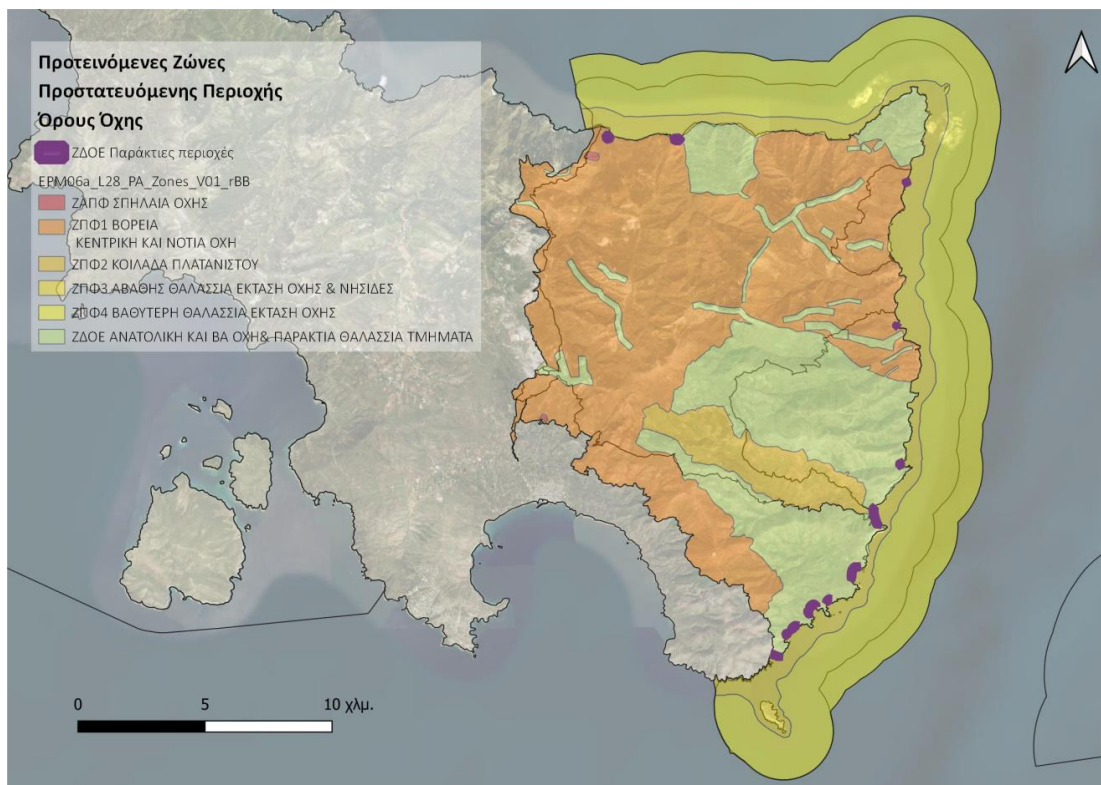 Προτεινόμενες Ζώνες
Προστατευόμενης Περιοχής
Όρους Όχης
ΖΔΟΕ Παράκτιες περιοχές
EPM06a_L28_PA_Zones_V01_rBB
ΖΑΠΦ ΣΠΗΛΑΙΑ ΟΧΗΣ
ΖΠΦ1 ΒΟΡΕΙΑ
ΚΕΝΤΡΙΚΗ ΚΑΙ ΝΟΤΙΑ ΟΧΗ
ΖΠΦ2 ΚΟΙΛΑΔΑ ΠΛΑΤΑΝΙΣΤΟΥ
ΖΠΦ3 ΑΒΑΘΗΣ ΘΑΛΑΣΣΙΑ ΕΚΤΑΣΗ ΟΧΗΣ & ΝΗΣΙΔΕΣ
ΖΠΦ4 ΒΑΘΥΤΕΡΗ ΘΑΛΑΣΣΙΑ ΕΚΤΑΣΗ ΟΧΗΣ
ΖΔΟΕ ΑΝΑΤΟΛΙΚΗ ΚΑΙ ΒΑ ΟΧΗ& ΠΑΡΑΚΤΙΑ ΘΑΛΑΣΣΙΑ ΤΜΗΜΑΤΑ
0 5 10 χλμ.